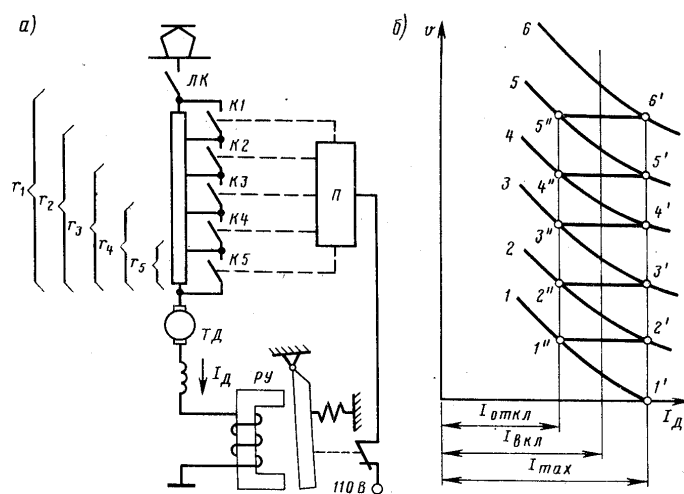 а)
ЛК
К1
К2
К3
К4
К5
r1
r2
r3
r4
r5
П
ТД
Iд
РУ
110 В
б)
v
6
5
4
3
2
1
6'
5''
5'
4''
4'
3''
3'
2''
2'
1''
1'
Iд
Iоткл
Iвкл
Imax